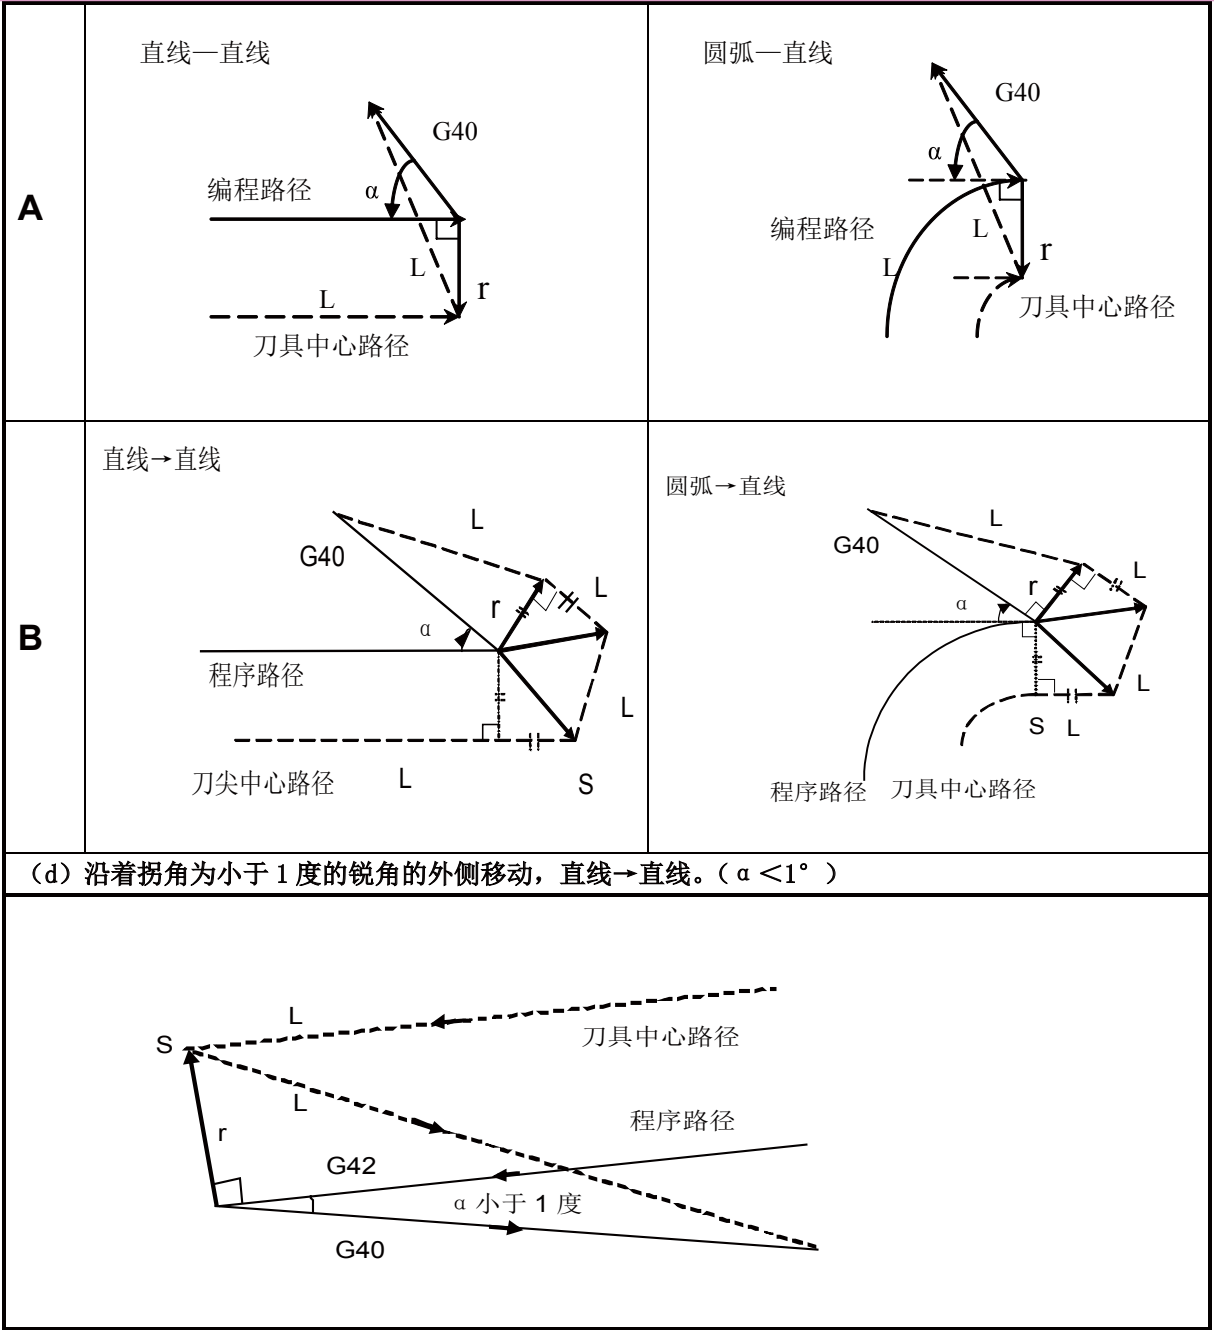 A
直线—直线
G40
α
编程路径
L
r
L
刀具中心路径
圆弧—直线
G40
α
编程路径
L
L
r
刀具中心路径
B
直线→直线
L
G40
r
L
α
程序路径
L
刀尖中心路径
L
S
圆弧→直线
L
G40
r
L
α
L
S
L
程序路径
刀具中心路径
（d）沿着拐角为小于 1 度的锐角的外侧移动，直线→直线。（α＜1°）
L
刀具中心路径
S
L
程序路径
r
G42
α 小于 1 度
G40